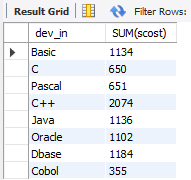 Result Grid Filter Rows:
dev_in SUM(scost)
Basic 1134
C 650
Pascal 651
C++ 2074
Java 1136
Oracle 1102
Dbase 1184
Cobol 355